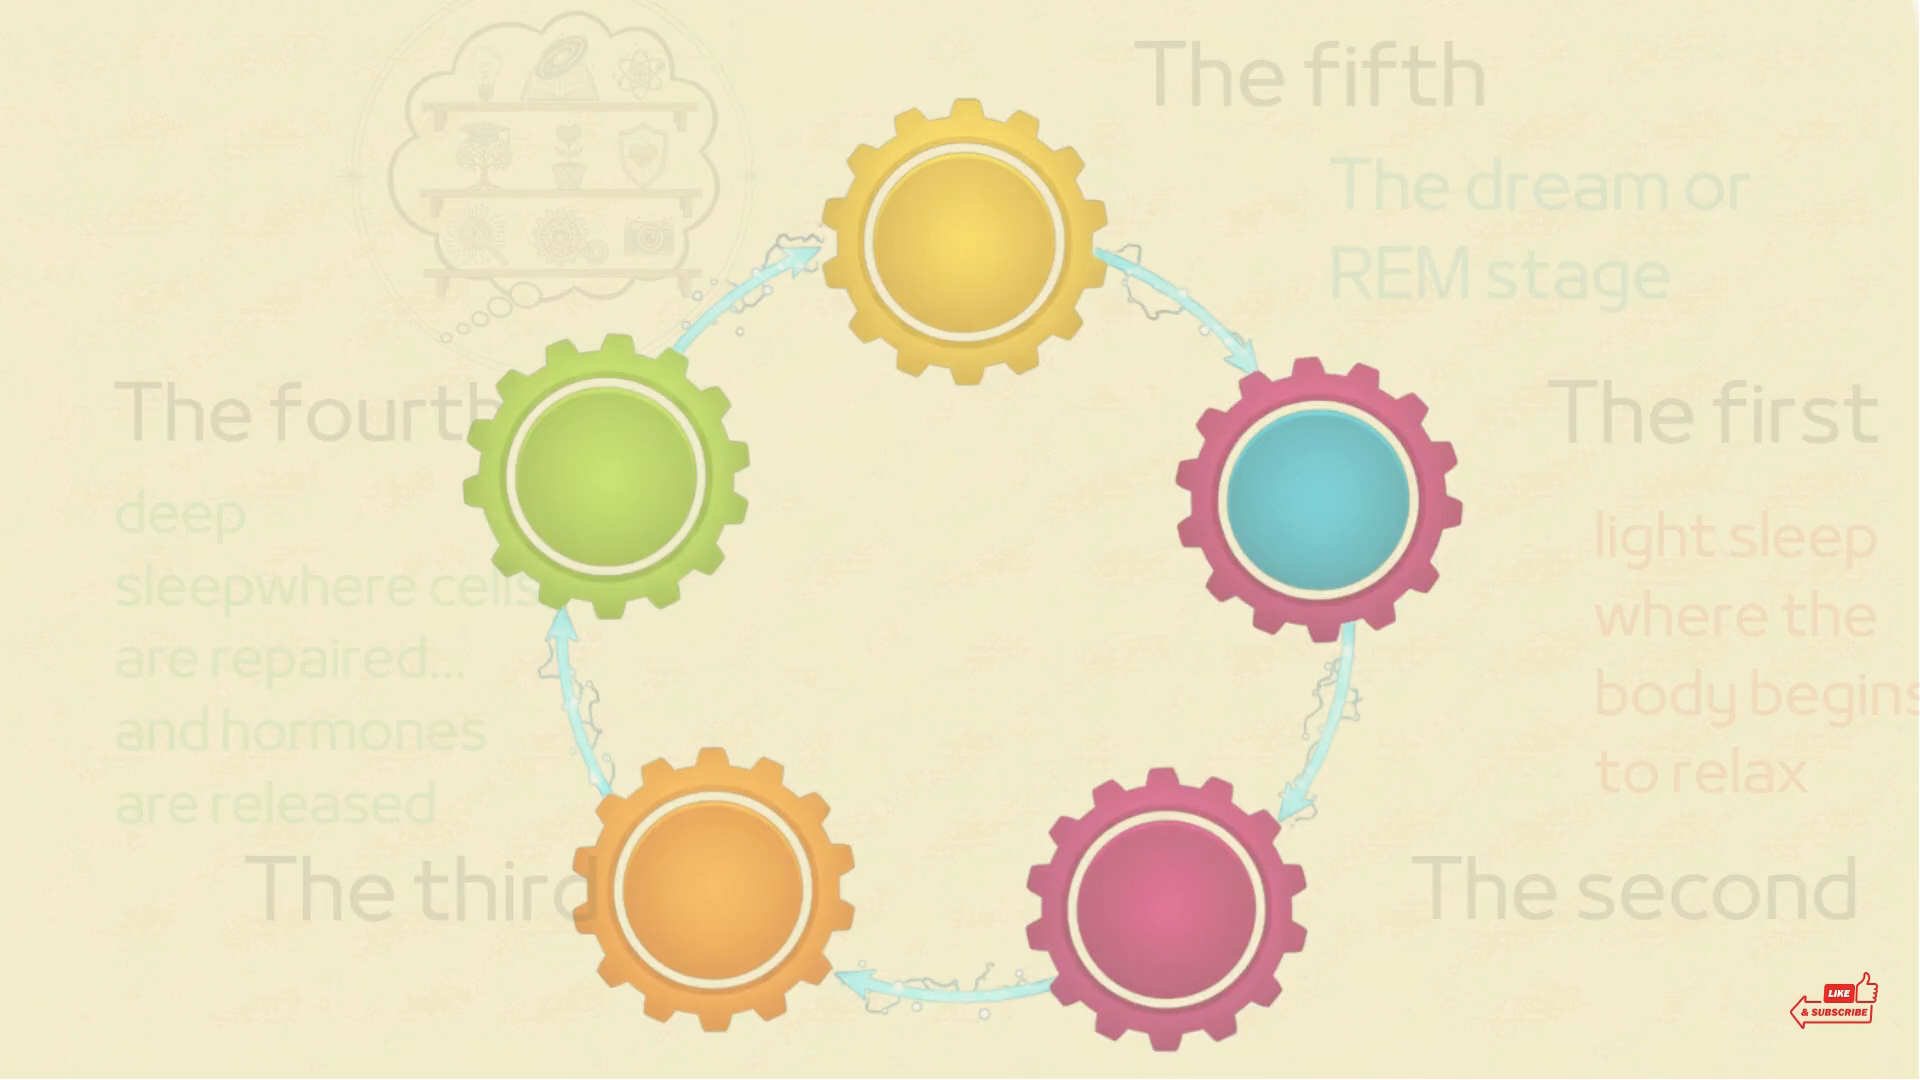 The fifth
The dream or
REM stage
The first
light sleep
where the
body begins
to relax
The second
The third
The fourth
deep
sleepwhere cells
are repaired...
and hormones
are released
LIKE
& SUBSCRIBE